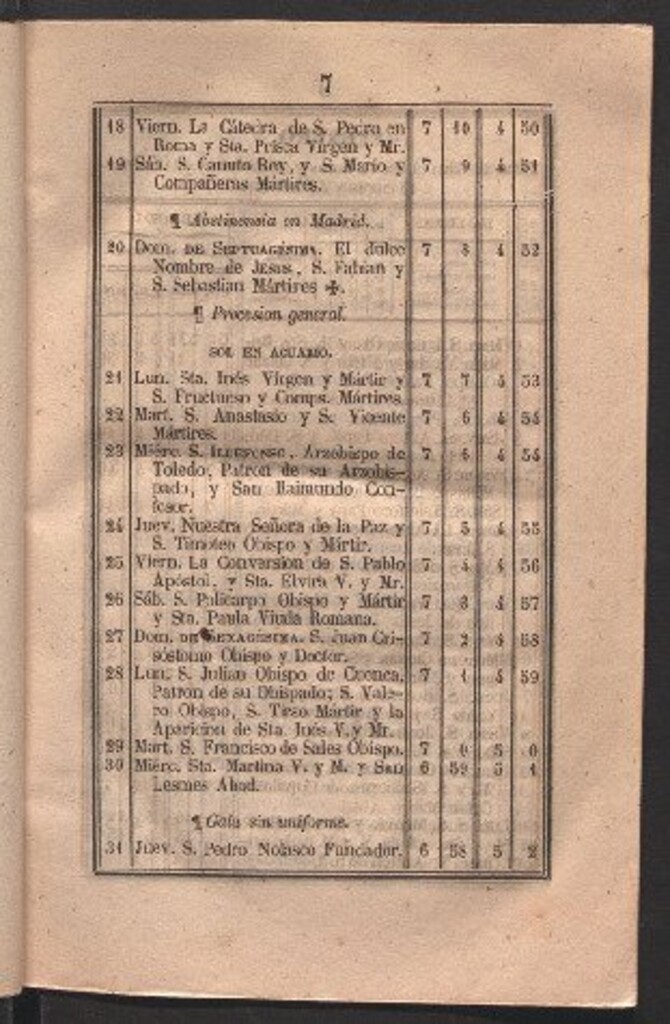 7
18 Viern. La Cátedra de S. Pedro en 7 10 4 50
Roma y Sta. Prisca Vírgen y Mr.
19 Sáb. S. Canuto Rey, y S. Mario y 7 9 4 51
Compañeros Mártires.
¶ Abstinencia en Madrid.
20 Dom. DE SEPTUAGÉSIMA. El dulce 7 8 4 52
Nombre de JESUS, S. Fabian y
S. Sebastian Mártires ✠.
¶ Procesion general.
SOL EN ACUARIO.
21 Lun. Sta. Inés Vírgen y Mártir y 7 7 4 53
S. Fructuoso y Comps. Mártires.
22 Mart. S. Anastasio y S. Vicente 7 6 4 54
Mártires.
23 Miérc. S. ILDEFONSO, Arzobispo de 7 6 4 54
Toledo, Patron de su Arzobis-
pado, y San Raimundo Con-
fesor.
24 Juev. Nuestra Señora de la Paz y 7 5 4 55
S. Timoteo Obispo y Mártir.
25 Viern. La Conversion de S. Pablo 7 4 4 56
Apóstol, y Sta. Elvira V. y Mr.
26 Sáb. S. Policarpo Obispo y Mártir 7 3 4 57
y Sta. Paula Viuda Romana.
27 Dom. DE SEXAGÉSIMA. S. Juan Cri- 7 2 4 58
sóstomo Obispo y Doctor.
28 Lun. S. Julian Obispo de Cuenca, 7 1 4 59
Patron de su Obispado; S. Vale-
ro Obispo, S. Tirso Mártir y la
Aparicion de Sta. Inés V. y Mr.
29 Mart. S. Francisco de Sales Obispo. 7 0 5 0
30 Miérc. Sta. Martina V. y M. y San 6 59 5 1
Lesmes Abad.
¶ Gala sin uniforme.
31 Juev. S. Pedro Nolasco Fundador. 6 58 5 2